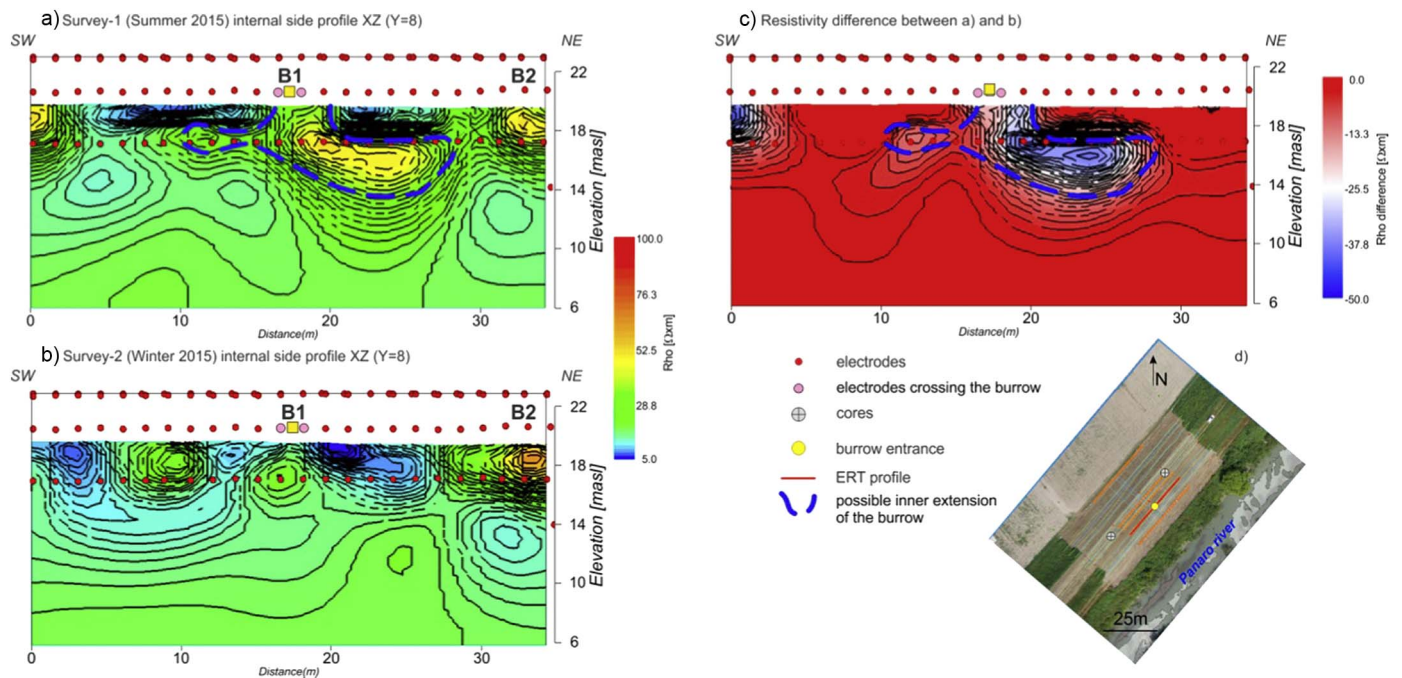 a) Survey-1 (Summer 2015) internal side profile XZ (Y=8)
SW
NE
B1
B2
22
18
14
10
6
Elevation [masl]
0
10
20
30
Distance(m)
100.0
76.3
52.5
28.8
5.0
Rho [Ωxm]
b) Survey-2 (Winter 2015) internal side profile XZ (Y=8)
SW
NE
B1
B2
22
18
14
10
6
Elevation [masl]
0
10
20
30
Distance(m)
c) Resistivity difference between a) and b)
SW
NE
22
18
14
10
6
Elevation [masl]
0
10
20
30
Distance(m)
0.0
-13.3
-25.5
-37.8
-50.0
Rho difference [Ωxm]
electrodes
electrodes crossing the burrow
cores
burrow entrance
ERT profile
possible inner extension
of the burrow
d)
N
Panaro river
25m